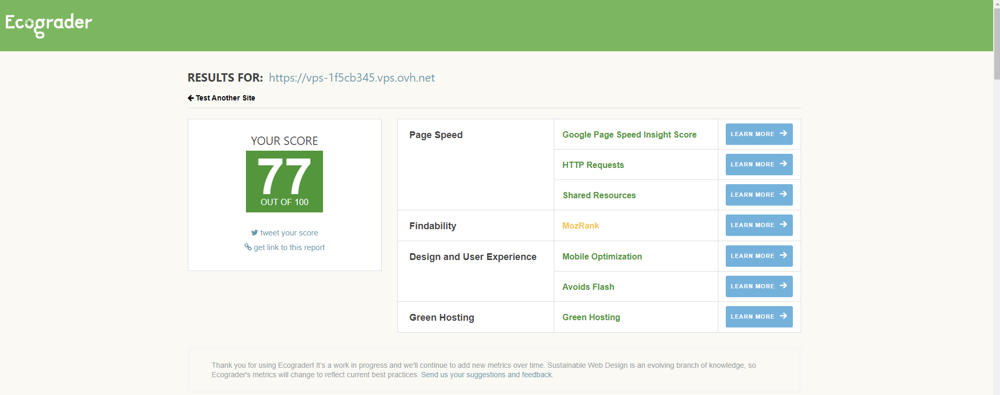 Ecograder
RESULTS FOR: https://vps-1f5cb345.vps.ovh.net
Test Another Site
YOUR SCORE
77
OUT OF 100
tweet your score
get link to this report
Page Speed
Google Page Speed Insight Score
LEARN MORE
HTTP Requests
LEARN MORE
Shared Resources
LEARN MORE
Findability
MozRank
LEARN MORE
Design and User Experience
Mobile Optimization
LEARN MORE
Avoids Flash
LEARN MORE
Green Hosting
Green Hosting
LEARN MORE
Thank you for using Ecograder! It's a work in progress and we'll continue to add new metrics over time. Sustainable Web Design is an evolving branch of knowledge, so
Ecograder's metrics will change to reflect current best practices. Send us your suggestions and feedback.